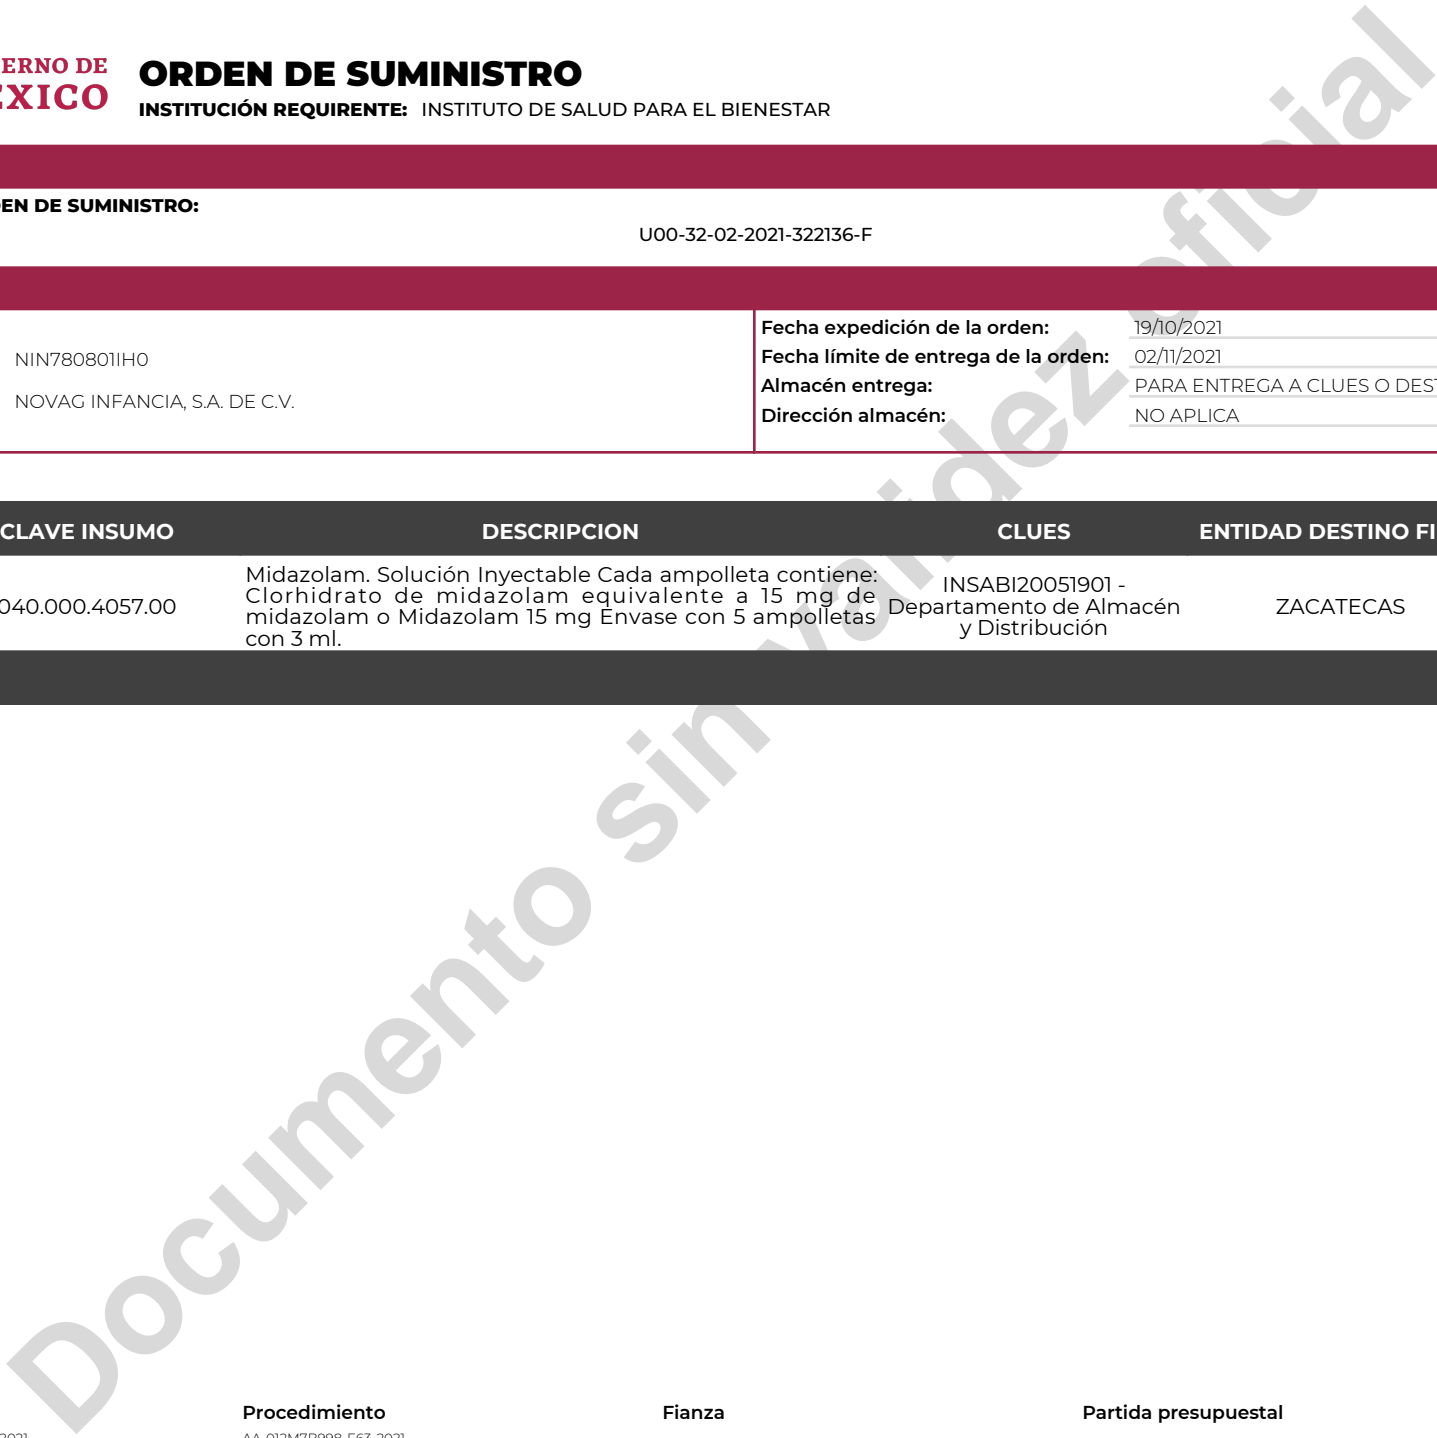 ERNO DE
ÉXICO
ORDEN DE SUMINISTRO
INSTITUCIÓN REQUIRENTE: INSTITUTO DE SALUD PARA EL BIENESTAR
EN DE SUMINISTRO:
U00-32-02-2021-322136-F
NIN780801IH0
NOVAG INFANCIA, S.A. DE C.V.
Fecha expedición de la orden: 19/10/2021
Fecha límite de entrega de la orden: 02/11/2021
Almacén entrega: PARA ENTREGA A CLUES O DEST
Dirección almacén: NO APLICA
CLAVE INSUMO DESCRIPCION CLUES ENTIDAD DESTINO FI
040.000.4057.00
Midazolam. Solución Inyectable Cada ampolleta contiene:
Clorhidrato de midazolam equivalente a 15 mg de
midazolam o Midazolam 15 mg Envase con 5 ampolletas
con 3 ml.
INSABI20051901 -
Departamento de Almacén
y Distribución
ZACATECAS
Documento sin validez oficial
Procedimiento Fianza Partida presupuestal